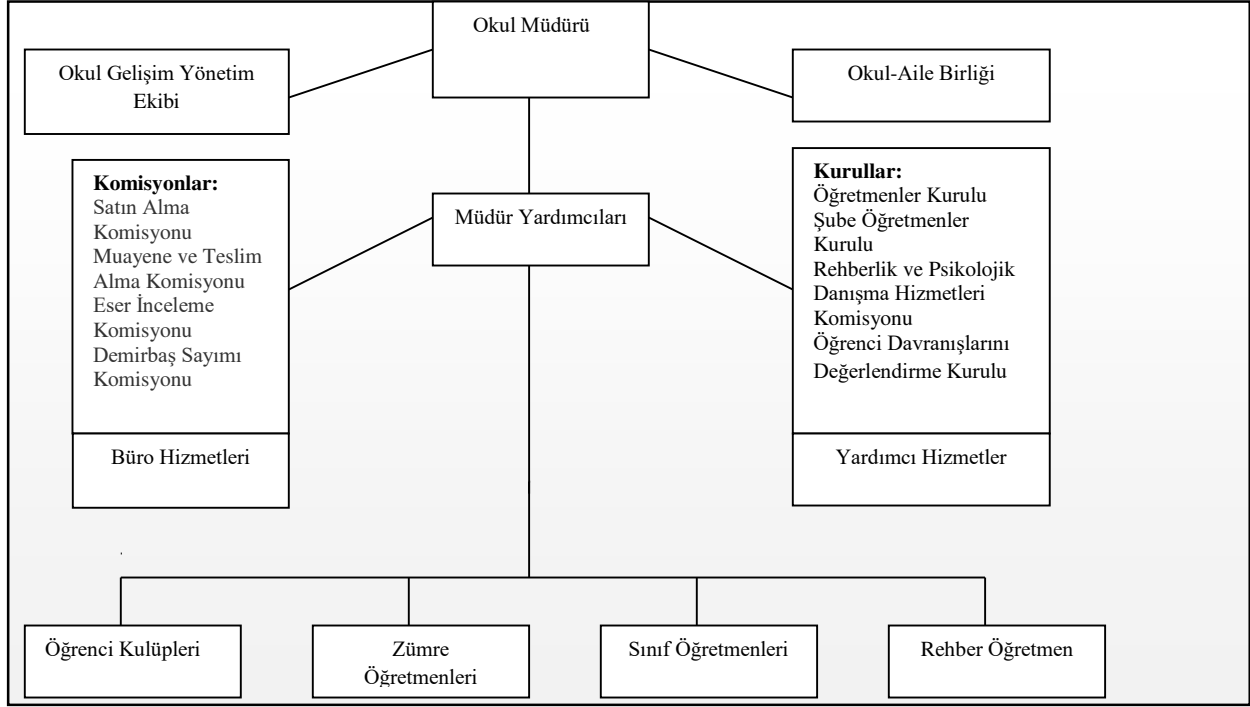 Okul Müdürü
Okul Gelişim Yönetim
Ekibi
Okul-Aile Birliği
Komisyonlar:
Satın Alma
Komisyonu
Muayene ve Teslim
Alma Komisyonu
Eser İnceleme
Komisyonu
Demirbaş Sayımı
Komisyonu
Müdür Yardımcıları
Kurullar:
Öğretmenler Kurulu
Şube Öğretmenler
Kurulu
Rehberlik ve Psikolojik
Danışma Hizmetleri
Komisyonu
Öğrenci Davranışlarını
Değerlendirme Kurulu
Büro Hizmetleri
Yardımcı Hizmetler
Öğrenci Kulüpleri
Zümre
Öğretmenleri
Sınıf Öğretmenleri
Rehber Öğretmen